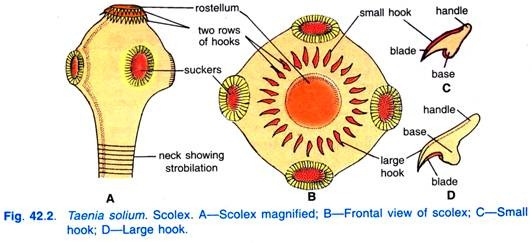 rostellum
two rows
of hooks
suckers
neck showing
strobilation
A
small hook
large
hook
B
handle
blade
base
C
handle
base
blade
D
Fig. 42.2. Taenia solium. Scolex. A—Scolex magnified; B—Frontal view of scolex; C—Small
hook; D—Large hook.